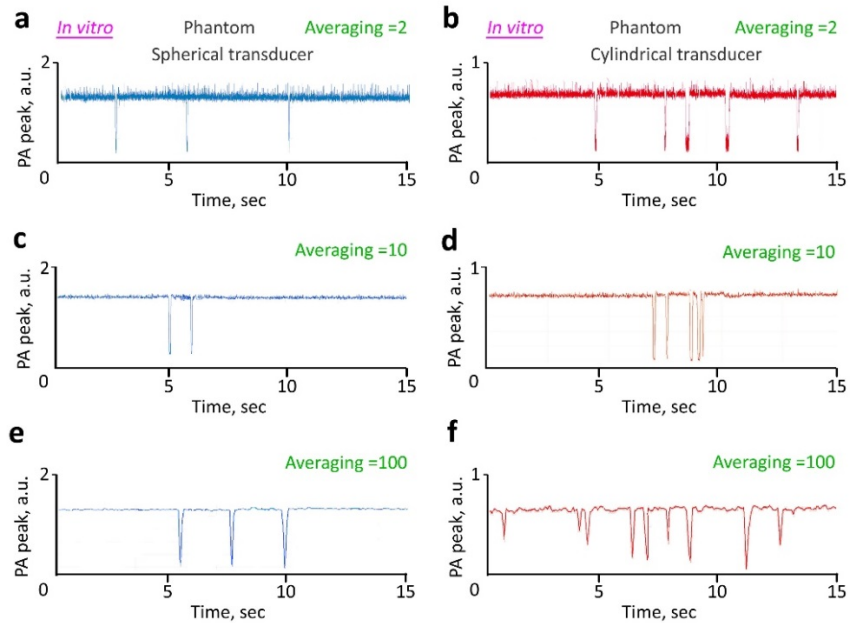 a
In vitro
Phantom
Averaging =2
Spherical transducer
2
PA peak, a.u.
0
5
10
15
Time, sec
b
In vitro
Phantom
Averaging =2
Cylindrical transducer
1
PA peak, a.u.
0
5
10
15
Time, sec
c
Averaging =10
2
PA peak, a.u.
0
5
10
15
Time, sec
d
Averaging =10
1
PA peak, a.u.
0
5
10
15
Time, sec
e
Averaging =100
2
PA peak, a.u.
0
5
10
15
Time, sec
f
Averaging =100
1
PA peak, a.u.
0
5
10
15
Time, sec